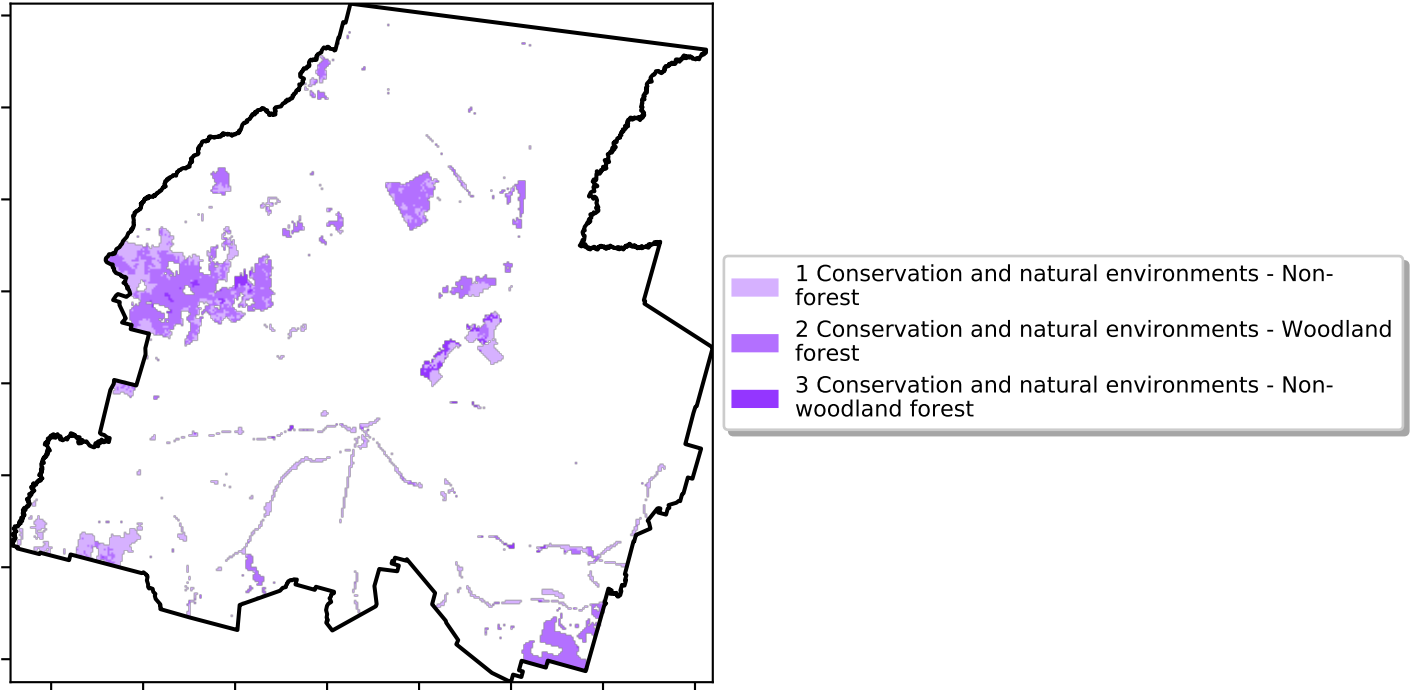 1 Conservation and natural environments - Non-
forest
2 Conservation and natural environments - Woodland
forest
3 Conservation and natural environments - Non-
woodland forest